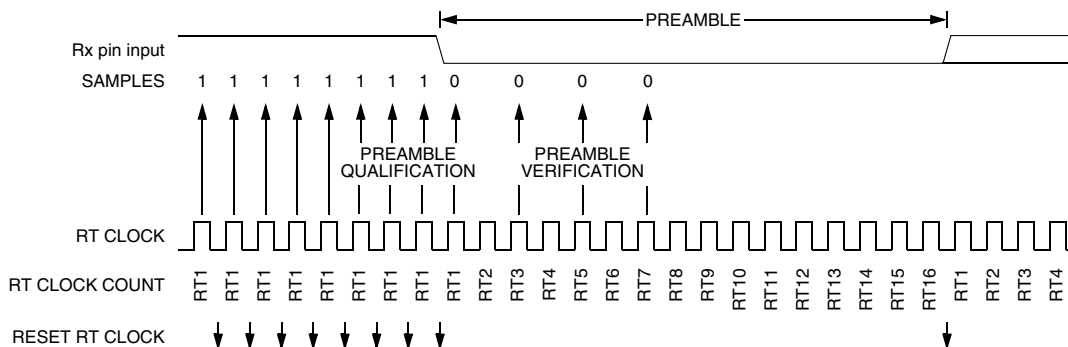 PREAMBLE
Rx pin input
SAMPLES 1 1 1 1 1 1 1 1 0 0 0 0
PREAMBLE QUALIFICATION
PREAMBLE VERIFICATION
RT CLOCK
RT CLOCK COUNT RT1 RT1 RT1 RT1 RT1 RT1 RT1 RT1 RT1 RT2 RT3 RT4 RT5 RT6 RT7 RT8 RT9 RT10 RT11 RT12 RT13 RT14 RT15 RT16 RT1 RT2 RT3 RT4
RESET RT CLOCK